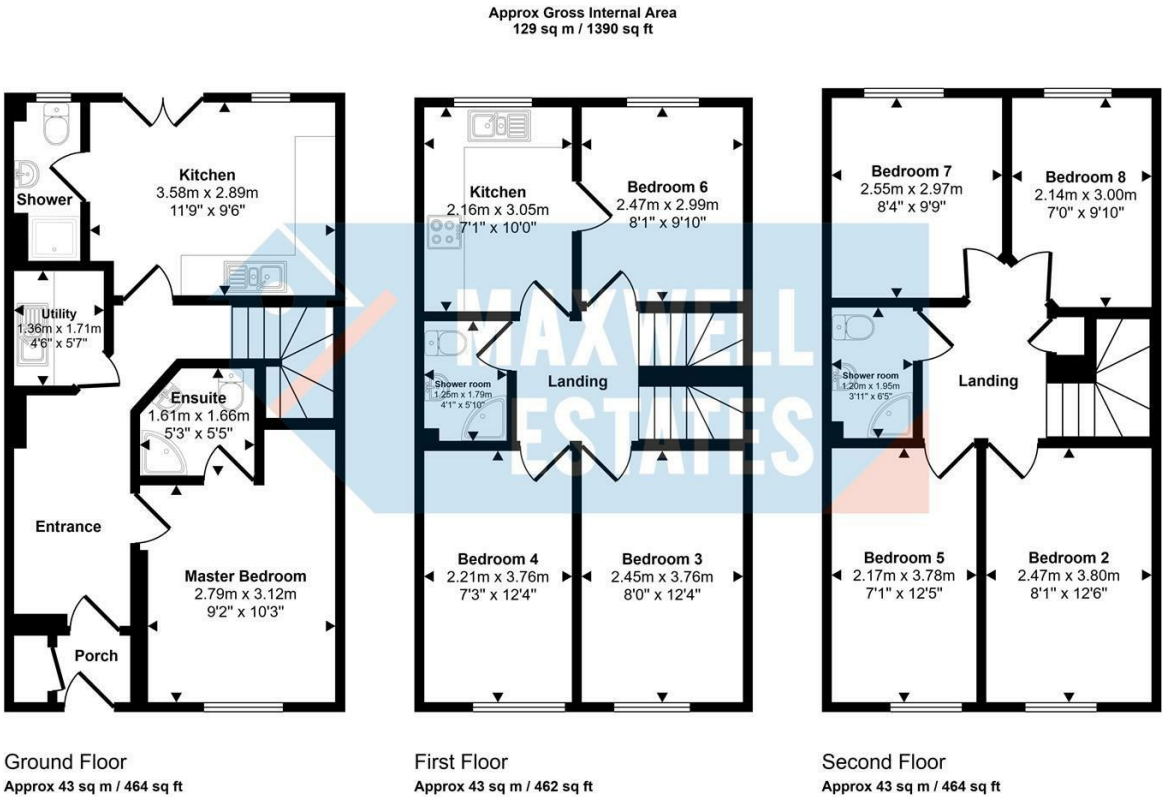 Approx Gross Internal Area
129 sq m / 1390 sq ft
Kitchen
3.58m x 2.89m
11'9" x 9'6"
Shower
Utility
1.36m x 1.71m
4'6" x 5'7"
Ensuite
1.61m x 1.66m
5'3" x 5'5"
Entrance
Master Bedroom
2.79m x 3.12m
9'2" x 10'3"
Porch
Ground Floor
Approx 43 sq m / 464 sq ft
Kitchen
2.16m x 3.05m
7'1" x 10'0"
Bedroom 6
2.47m x 2.99m
8'1" x 9'10"
Shower room
1.25m x 1.79m
4'1" x 5'10"
Landing
Bedroom 4
2.21m x 3.76m
7'3" x 12'4"
Bedroom 3
2.45m x 3.76m
8'0" x 12'4"
First Floor
Approx 43 sq m / 462 sq ft
Bedroom 7
2.55m x 2.97m
8'4" x 9'9"
Bedroom 8
2.14m x 3.00m
7'0" x 9'10"
Shower room
1.20m x 1.95m
3'11" x 6'5"
Landing
Bedroom 5
2.17m x 3.78m
7'1" x 12'5"
Bedroom 2
2.47m x 3.80m
8'1" x 12'6"
Second Floor
Approx 43 sq m / 464 sq ft
MAXWELL
ESTATES